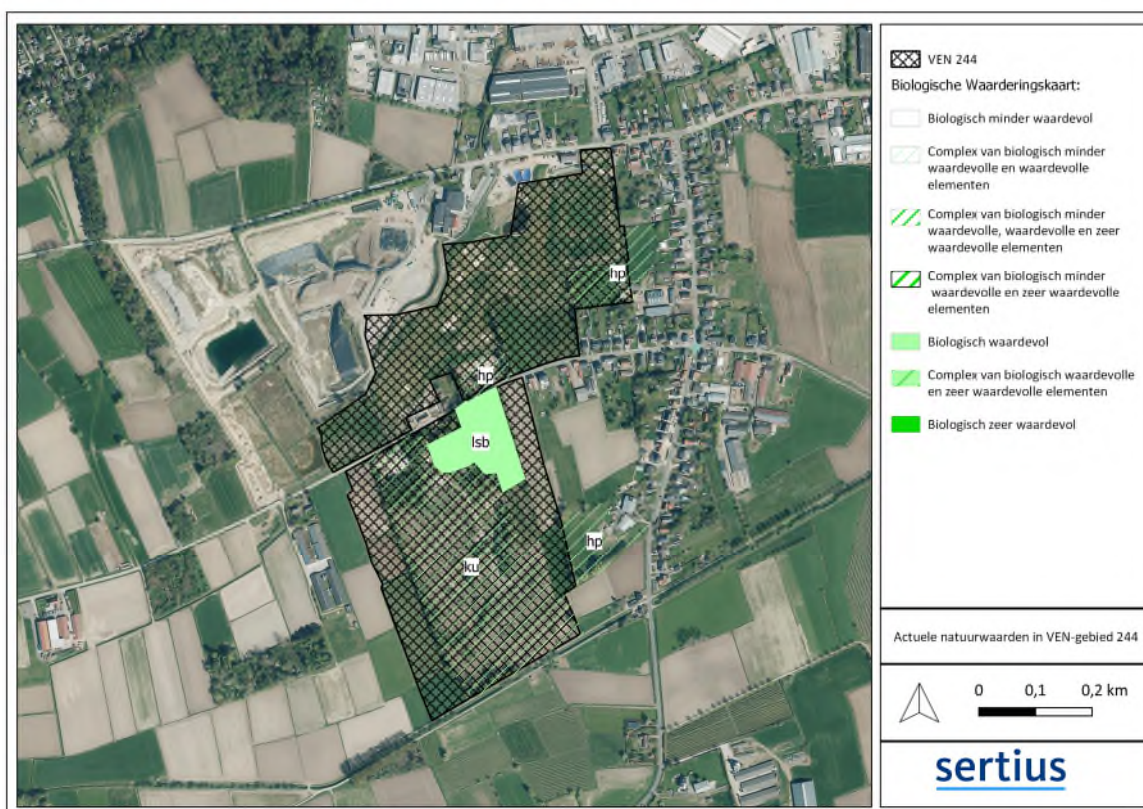 hp
hp
lsb
hp
ku
VEN 244
Biologische Waarderingskaart:
Biologisch minder waardevol
Complex van biologisch minder
waardevolle en waardevolle
elementen
Complex van biologisch minder
waardevolle, waardevolle en zeer
waardevolle elementen
Complex van biologisch minder
waardevolle en zeer waardevolle
elementen
Biologisch waardevol
Complex van biologisch waardevolle
en zeer waardevolle elementen
Biologisch zeer waardevol
Actuele natuurwaarden in VEN-gebied 244
0 0,1 0,2 km
sertius